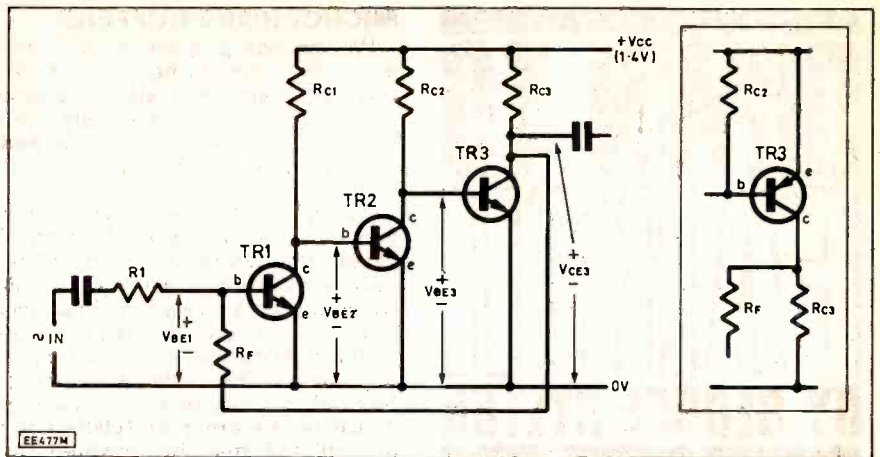 +VCC
(1·4V)
RC1
RC2
RC3
TR3
TR2
TR1
b
c
e
b
c
e
R1
~ IN
+
VBE1
−
RF
+
VBE2
−
+
VBE3
−
+
VCE3
−
0V
EE477M
RC2
TR3
b
e
c
RF
RC3